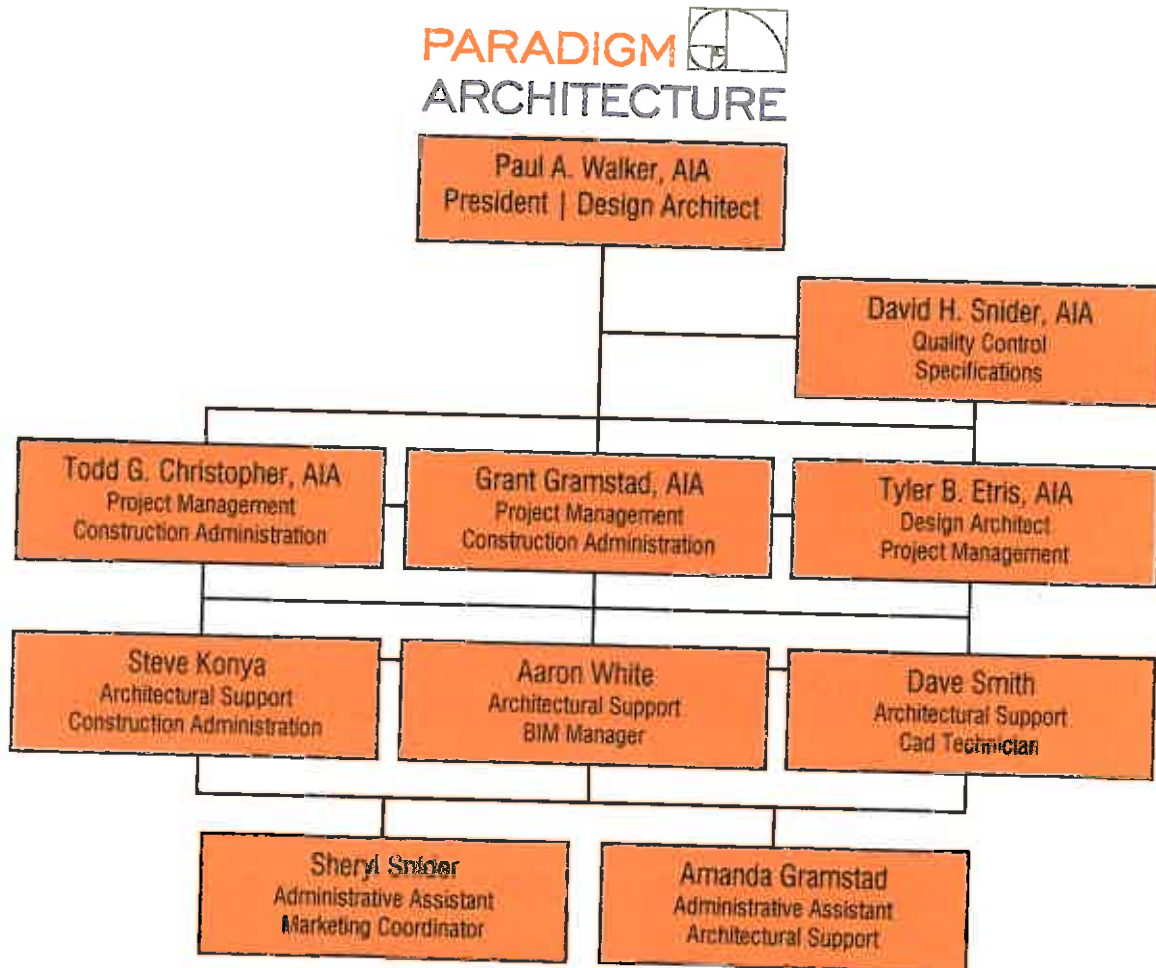 PARADIGM
ARCHITECTURE
Paul A. Walker, AIA
President | Design Architect
David H. Snider, AIA
Quality Control
Specifications
Todd G. Christopher, AIA
Project Management
Construction Administration
Grant Gramstad, AIA
Project Management
Construction Administration
Tyler B. Etris, AIA
Design Architect
Project Management
Steve Konya
Architectural Support
Construction Administration
Aaron White
Architectural Support
BIM Manager
Dave Smith
Architectural Support
Cad Technician
Sheryl Snider
Administrative Assistant
Marketing Coordinator
Amanda Gramstad
Administrative Assistant
Architectural Support